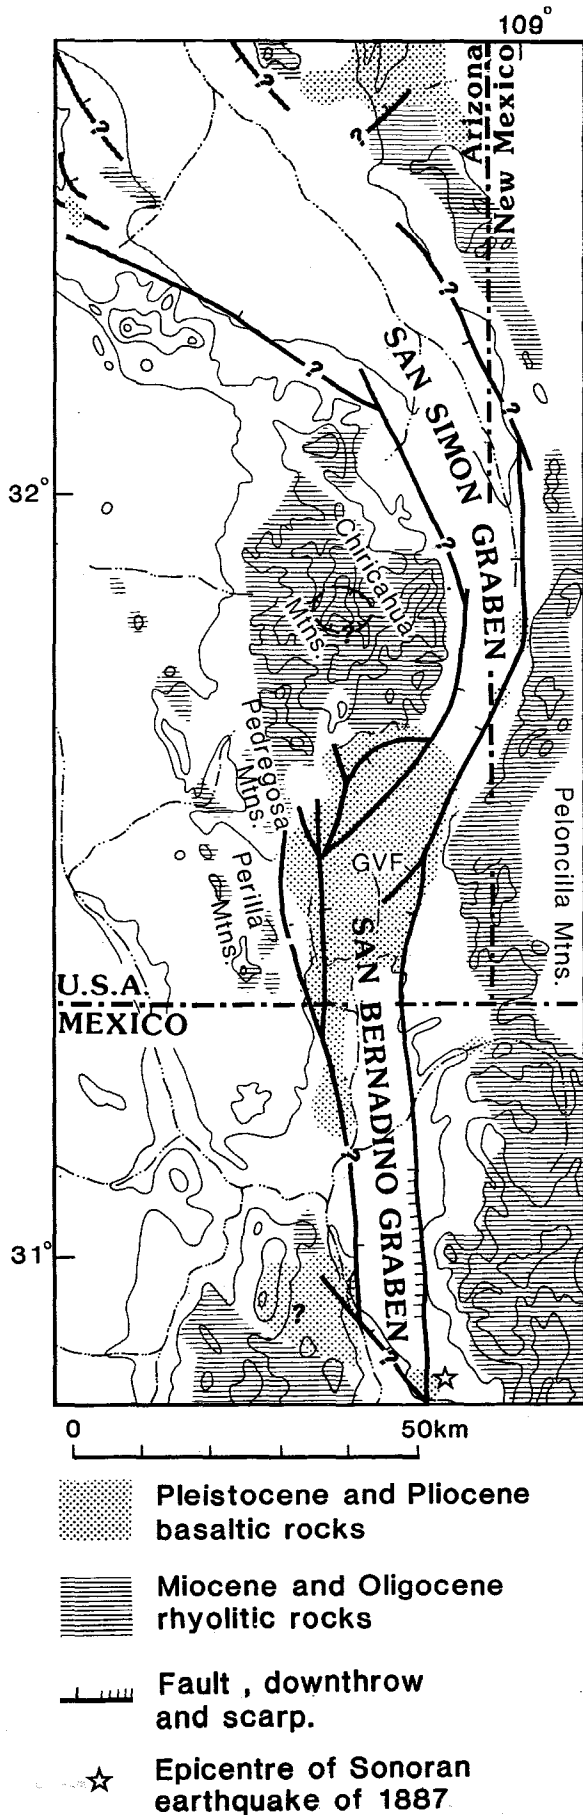 109°
Arizona
New Mexico
?
?
?
?
?
?
?
SAN SIMON GRABEN
32°
?
Chiricahua
Mtns.
?
Pedregosa
Mtns.
Peloncilla Mtns.
GVF
Perilla
Mtns.
U.S.A.
MEXICO
SAN BERNADINO GRABEN
?
31°
?
?
0 50km
Pleistocene and Pliocene
basaltic rocks
Miocene and Oligocene
rhyolitic rocks
Fault , downthrow
and scarp.
Epicentre of Sonoran
earthquake of 1887